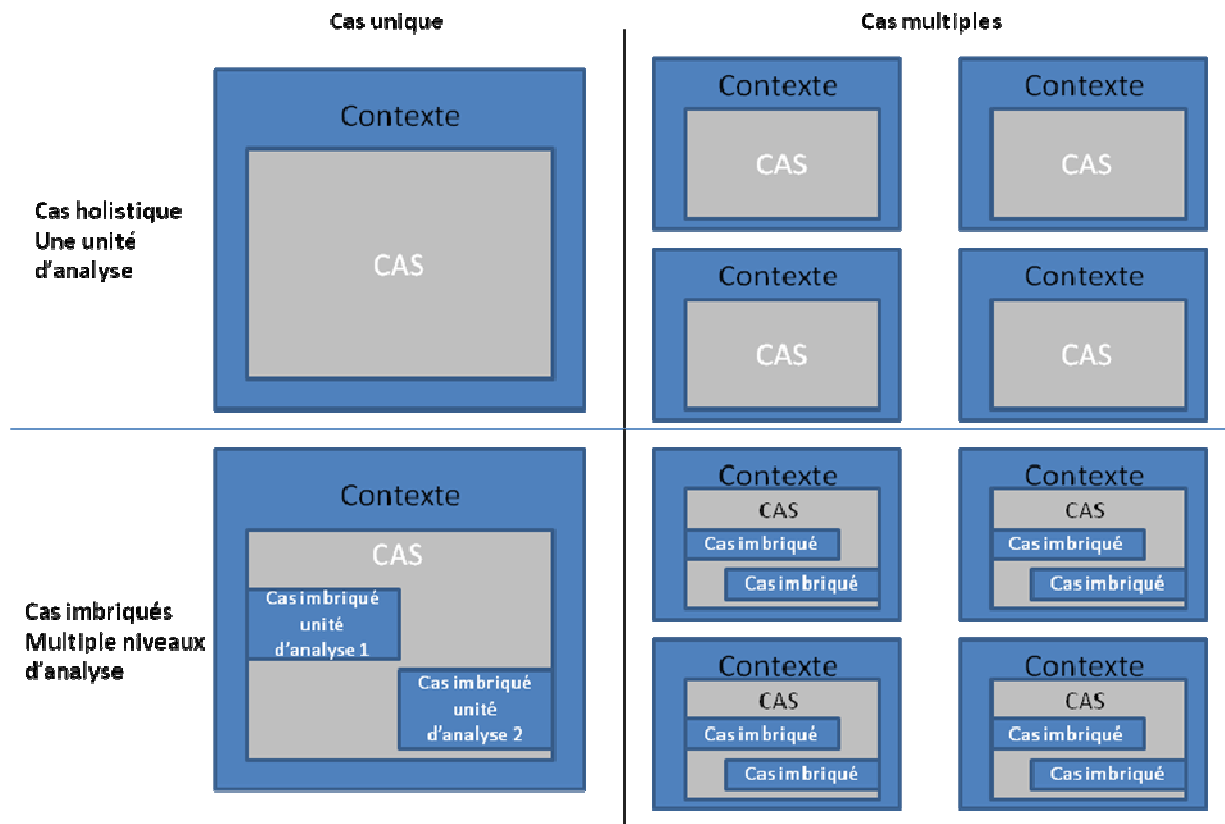 Cas unique
Cas multiples
Cas holistique
Une unité
d'analyse
Contexte
CAS
Contexte
CAS
Contexte
CAS
Contexte
CAS
Contexte
CAS
Cas imbriqués
Multiple niveaux
d'analyse
Contexte
CAS
Cas imbriqué
unité
d'analyse 1
Cas imbriqué
unité
d'analyse 2
Contexte
CAS
Cas imbriqué
Cas imbriqué
Contexte
CAS
Cas imbriqué
Cas imbriqué
Contexte
CAS
Cas imbriqué
Cas imbriqué
Contexte
CAS
Cas imbriqué
Cas imbriqué